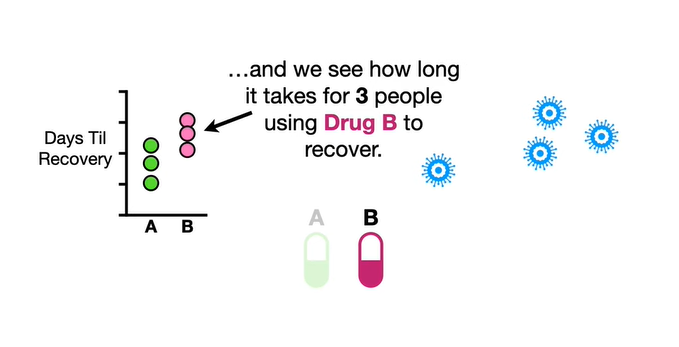 …and we see how long
it takes for 3 people
using Drug B to
recover.
Days Til
Recovery
A B
A B